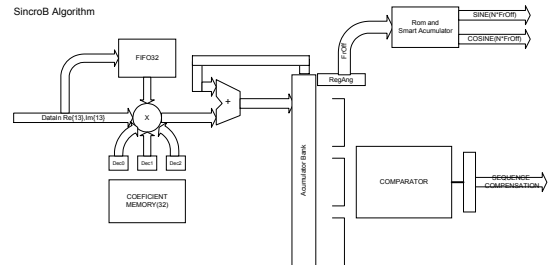 SincroB Algorithm
Rom and
Smart Acumulator
SINE(N*FrOff)
COSINE(N*FrOff)
FrOff
FIFO32
RegAng
+
DataIn Re{13},Im{13}
X
Dec0
Dec1
Dec2
Acumulator Bank
COEFICIENT
MEMORY(32)
COMPARATOR
SEQUENCE
COMPENSATION